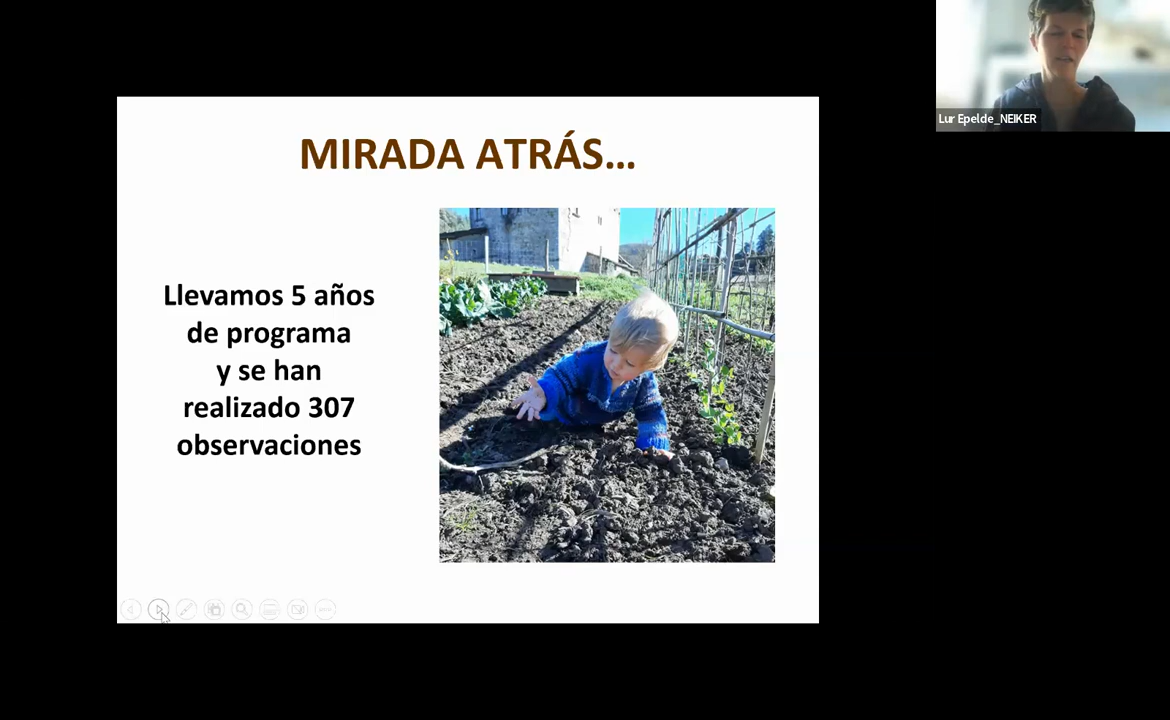 MIRADA ATRÁS...
Llevamos 5 años
de programa
y se han
realizado 307
observaciones
Lur Epelde_NEIKER